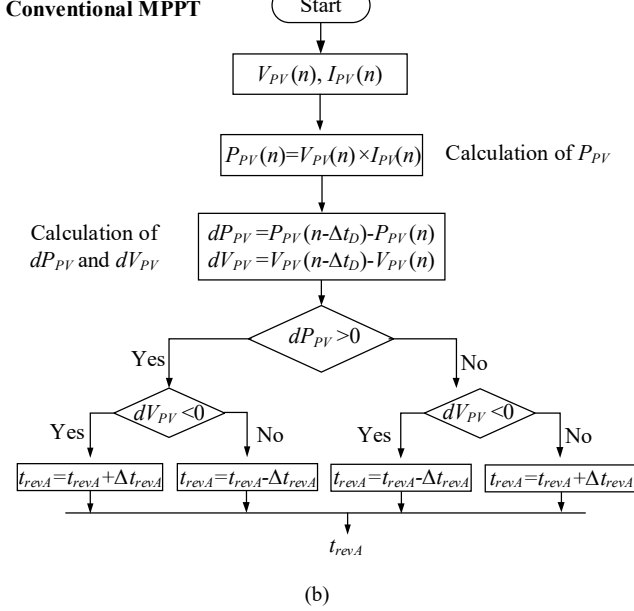 Conventional MPPT
Start
V_PV(n), I_PV(n)
P_PV(n)=V_PV(n)×I_PV(n)
Calculation of P_PV
Calculation of
dP_PV and dV_PV
dP_PV=P_PV(n-Δt_D)-P_PV(n)
dV_PV=V_PV(n-Δt_D)-V_PV(n)
dP_PV>0
Yes
No
dV_PV<0
dV_PV<0
Yes
No
Yes
No
t_revA=t_revA+Δt_revA
t_revA=t_revA-Δt_revA
t_revA=t_revA-Δt_revA
t_revA=t_revA+Δt_revA
t_revA
(b)